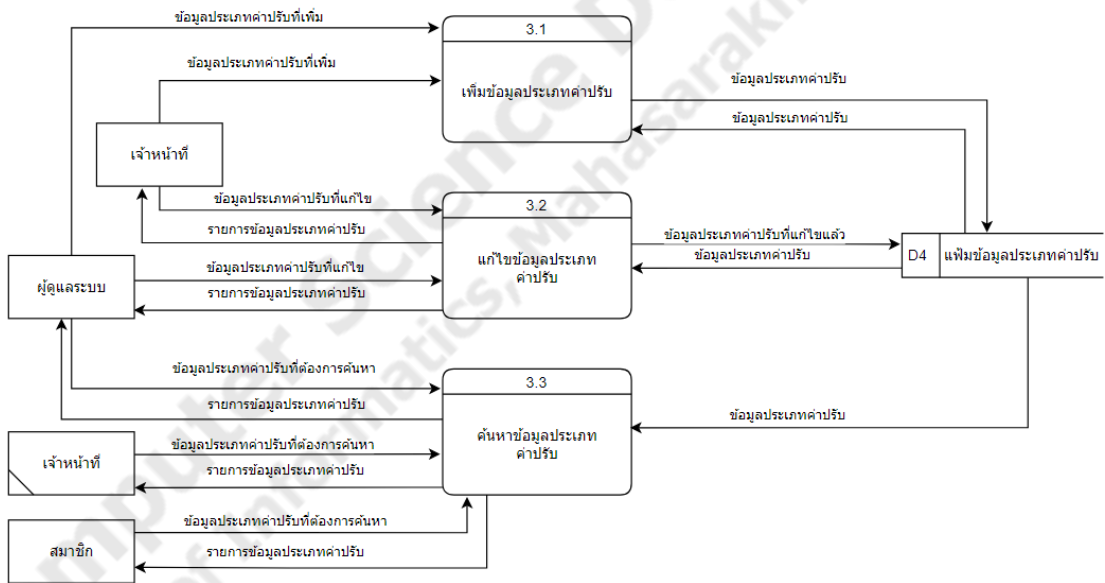 ข้อมูลประเภทค่าปรับที่เพิ่ม
3.1
ข้อมูลประเภทค่าปรับที่เพิ่ม
เพิ่มข้อมูลประเภทค่าปรับ
ข้อมูลประเภทค่าปรับ
ข้อมูลประเภทค่าปรับ
เจ้าหน้าที่
ข้อมูลประเภทค่าปรับที่แก้ไข
3.2
รายการข้อมูลประเภทค่าปรับ
ข้อมูลประเภทค่าปรับที่แก้ไขแล้ว
แก้ไขข้อมูลประเภท
ค่าปรับ
ข้อมูลประเภทค่าปรับ
D4 แฟ้มข้อมูลประเภทค่าปรับ
ข้อมูลประเภทค่าปรับที่แก้ไข
ผู้ดูแลระบบ
รายการข้อมูลประเภทค่าปรับ
ข้อมูลประเภทค่าปรับที่ต้องการค้นหา
3.3
รายการข้อมูลประเภทค่าปรับ
ข้อมูลประเภทค่าปรับ
ค้นหาข้อมูลประเภท
ค่าปรับ
ข้อมูลประเภทค่าปรับที่ต้องการค้นหา
เจ้าหน้าที่
รายการข้อมูลประเภทค่าปรับ
ข้อมูลประเภทค่าปรับที่ต้องการค้นหา
สมาชิก
รายการข้อมูลประเภทค่าปรับ
mputer Science D
of Informatics, Mahasarakh